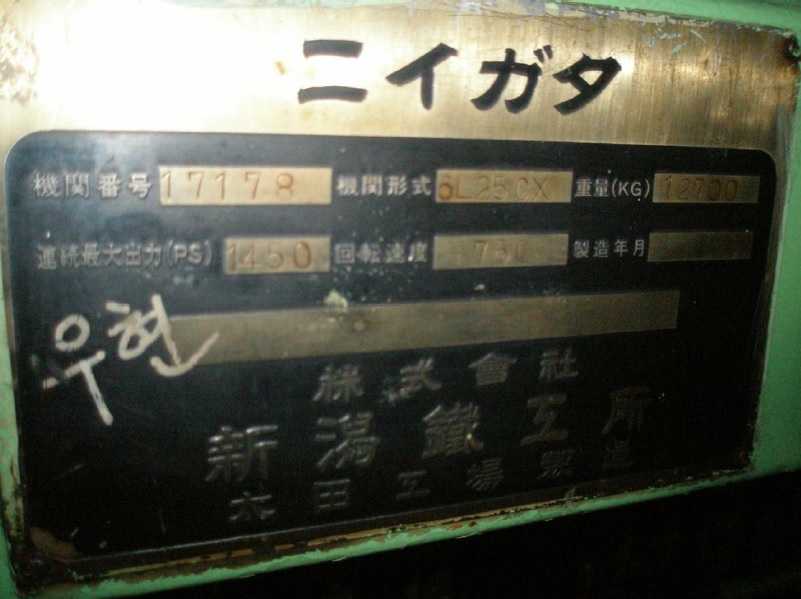 ニイガタ
機関番号 17178 機関形式 6L25CX 重量(KG) 12700
連続最大出力(PS) 1450 回転速度 750 製造年月
우현
株式會社
新潟鐵工所
太田工場製造